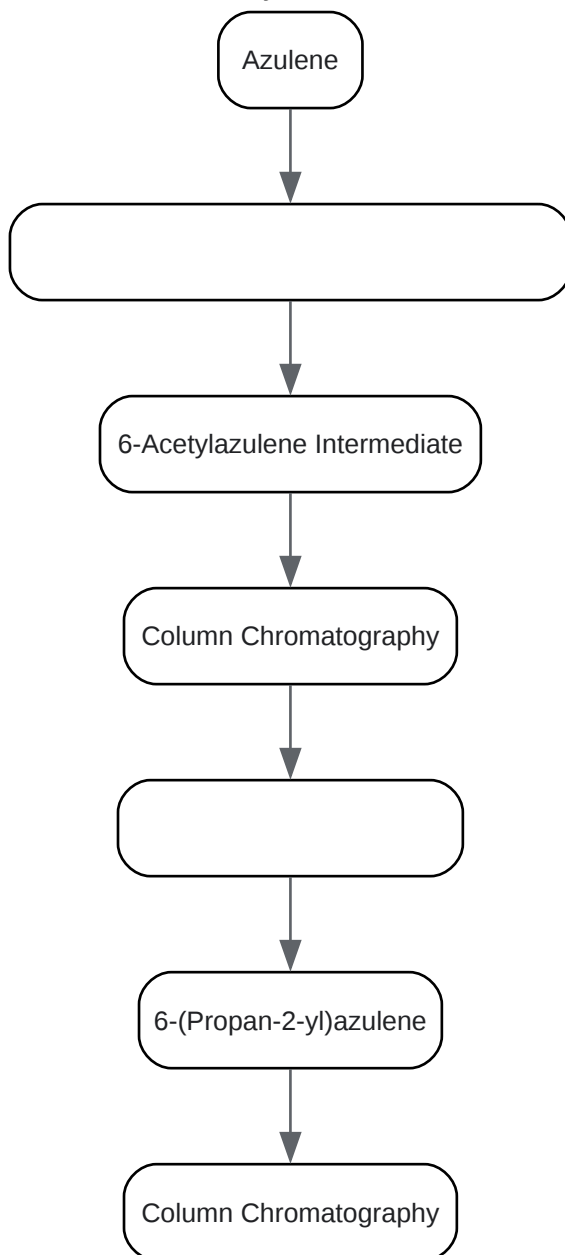 Azulene
6-Acetylazulene Intermediate
Column Chromatography
6-(Propan-2-yl)azulene
Column Chromatography